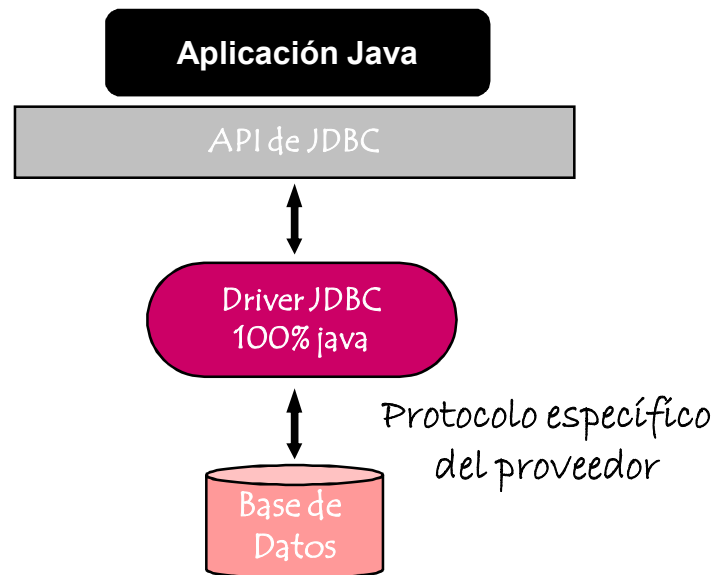 Aplicación Java
API de JDBC
Driver JDBC
100% java
Protocolo específico
del proveedor
Base de
Datos